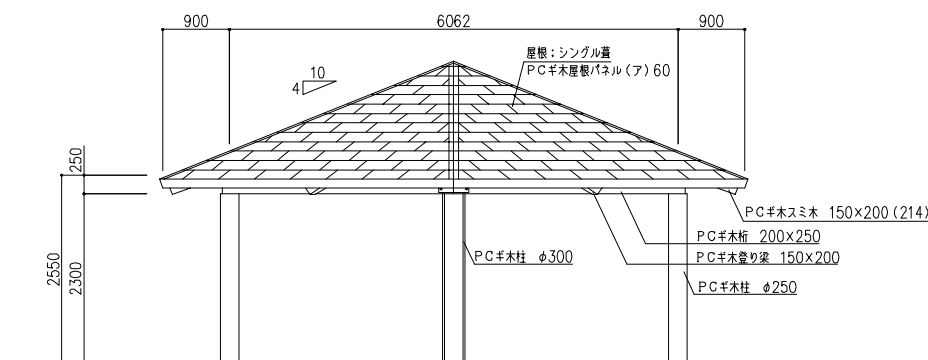 900
6062
900
屋根：シングル葺
PCギ木屋根パネル(ア)60
10
4
250
2550
2300
PCギ木スミ木 150×200(214)
PCギ木桁 200×250
PCギ木柱 φ300
PCギ木登り梁 150×200
PCギ木柱 φ250